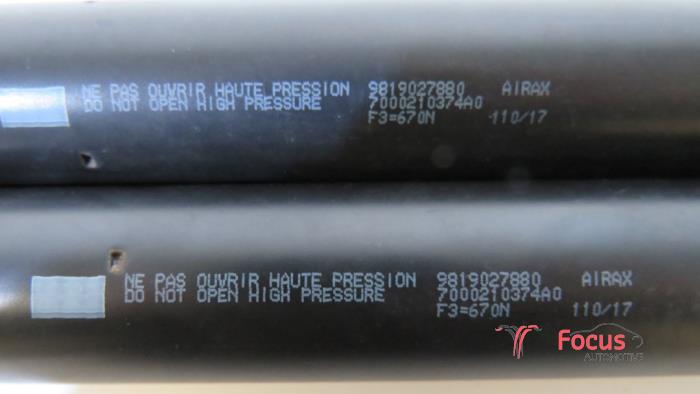 NE PAS OUVRIR HAUTE PRESSION 9819027880 AIRAX
DO NOT OPEN HIGH PRESSURE 7000210374A0
F3=670N 110/17
NE PAS OUVRIR HAUTE PRESSION 9819027880 AIRAX
DO NOT OPEN HIGH PRESSURE 7000210374A0
F3=670N 110/17
Focus
AUTOMOTIVE